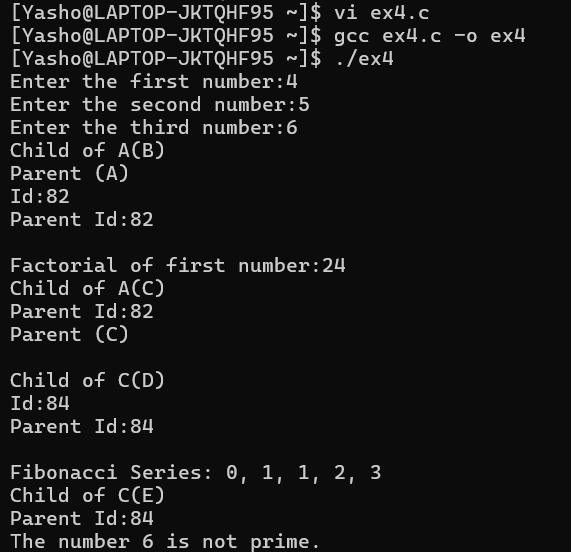 [Yasho@LAPTOP-JKTQHF95 ~]$ vi ex4.c
[Yasho@LAPTOP-JKTQHF95 ~]$ gcc ex4.c -o ex4
[Yasho@LAPTOP-JKTQHF95 ~]$ ./ex4
Enter the first number:4
Enter the second number:5
Enter the third number:6
Child of A(B)
Parent (A)
Id:82
Parent Id:82
Factorial of first number:24
Child of A(C)
Parent Id:82
Parent (C)
Child of C(D)
Id:84
Parent Id:84
Fibonacci Series: 0, 1, 1, 2, 3
Child of C(E)
Parent Id:84
The number 6 is not prime.